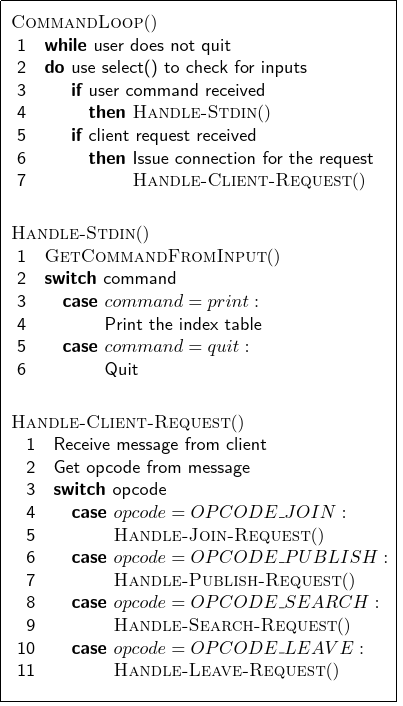 COMMANDLOOP()
1 while user does not quit
2 do use select() to check for inputs
3 if user command received
4 then HANDLE-STDIN()
5 if client request received
6 then Issue connection for the request
7 HANDLE-CLIENT-REQUEST()
HANDLE-STDIN()
1 GETCOMMANDFROMINPUT()
2 switch command
3 case command = print :
4 Print the index table
5 case command = quit :
6 Quit
HANDLE-CLIENT-REQUEST()
1 Receive message from client
2 Get opcode from message
3 switch opcode
4 case opcode = OPCODE_JOIN :
5 HANDLE-JOIN-REQUEST()
6 case opcode = OPCODE_PUBLISH :
7 HANDLE-PUBLISH-REQUEST()
8 case opcode = OPCODE_SEARCH :
9 HANDLE-SEARCH-REQUEST()
10 case opcode = OPCODE_LEAVE :
11 HANDLE-LEAVE-REQUEST()